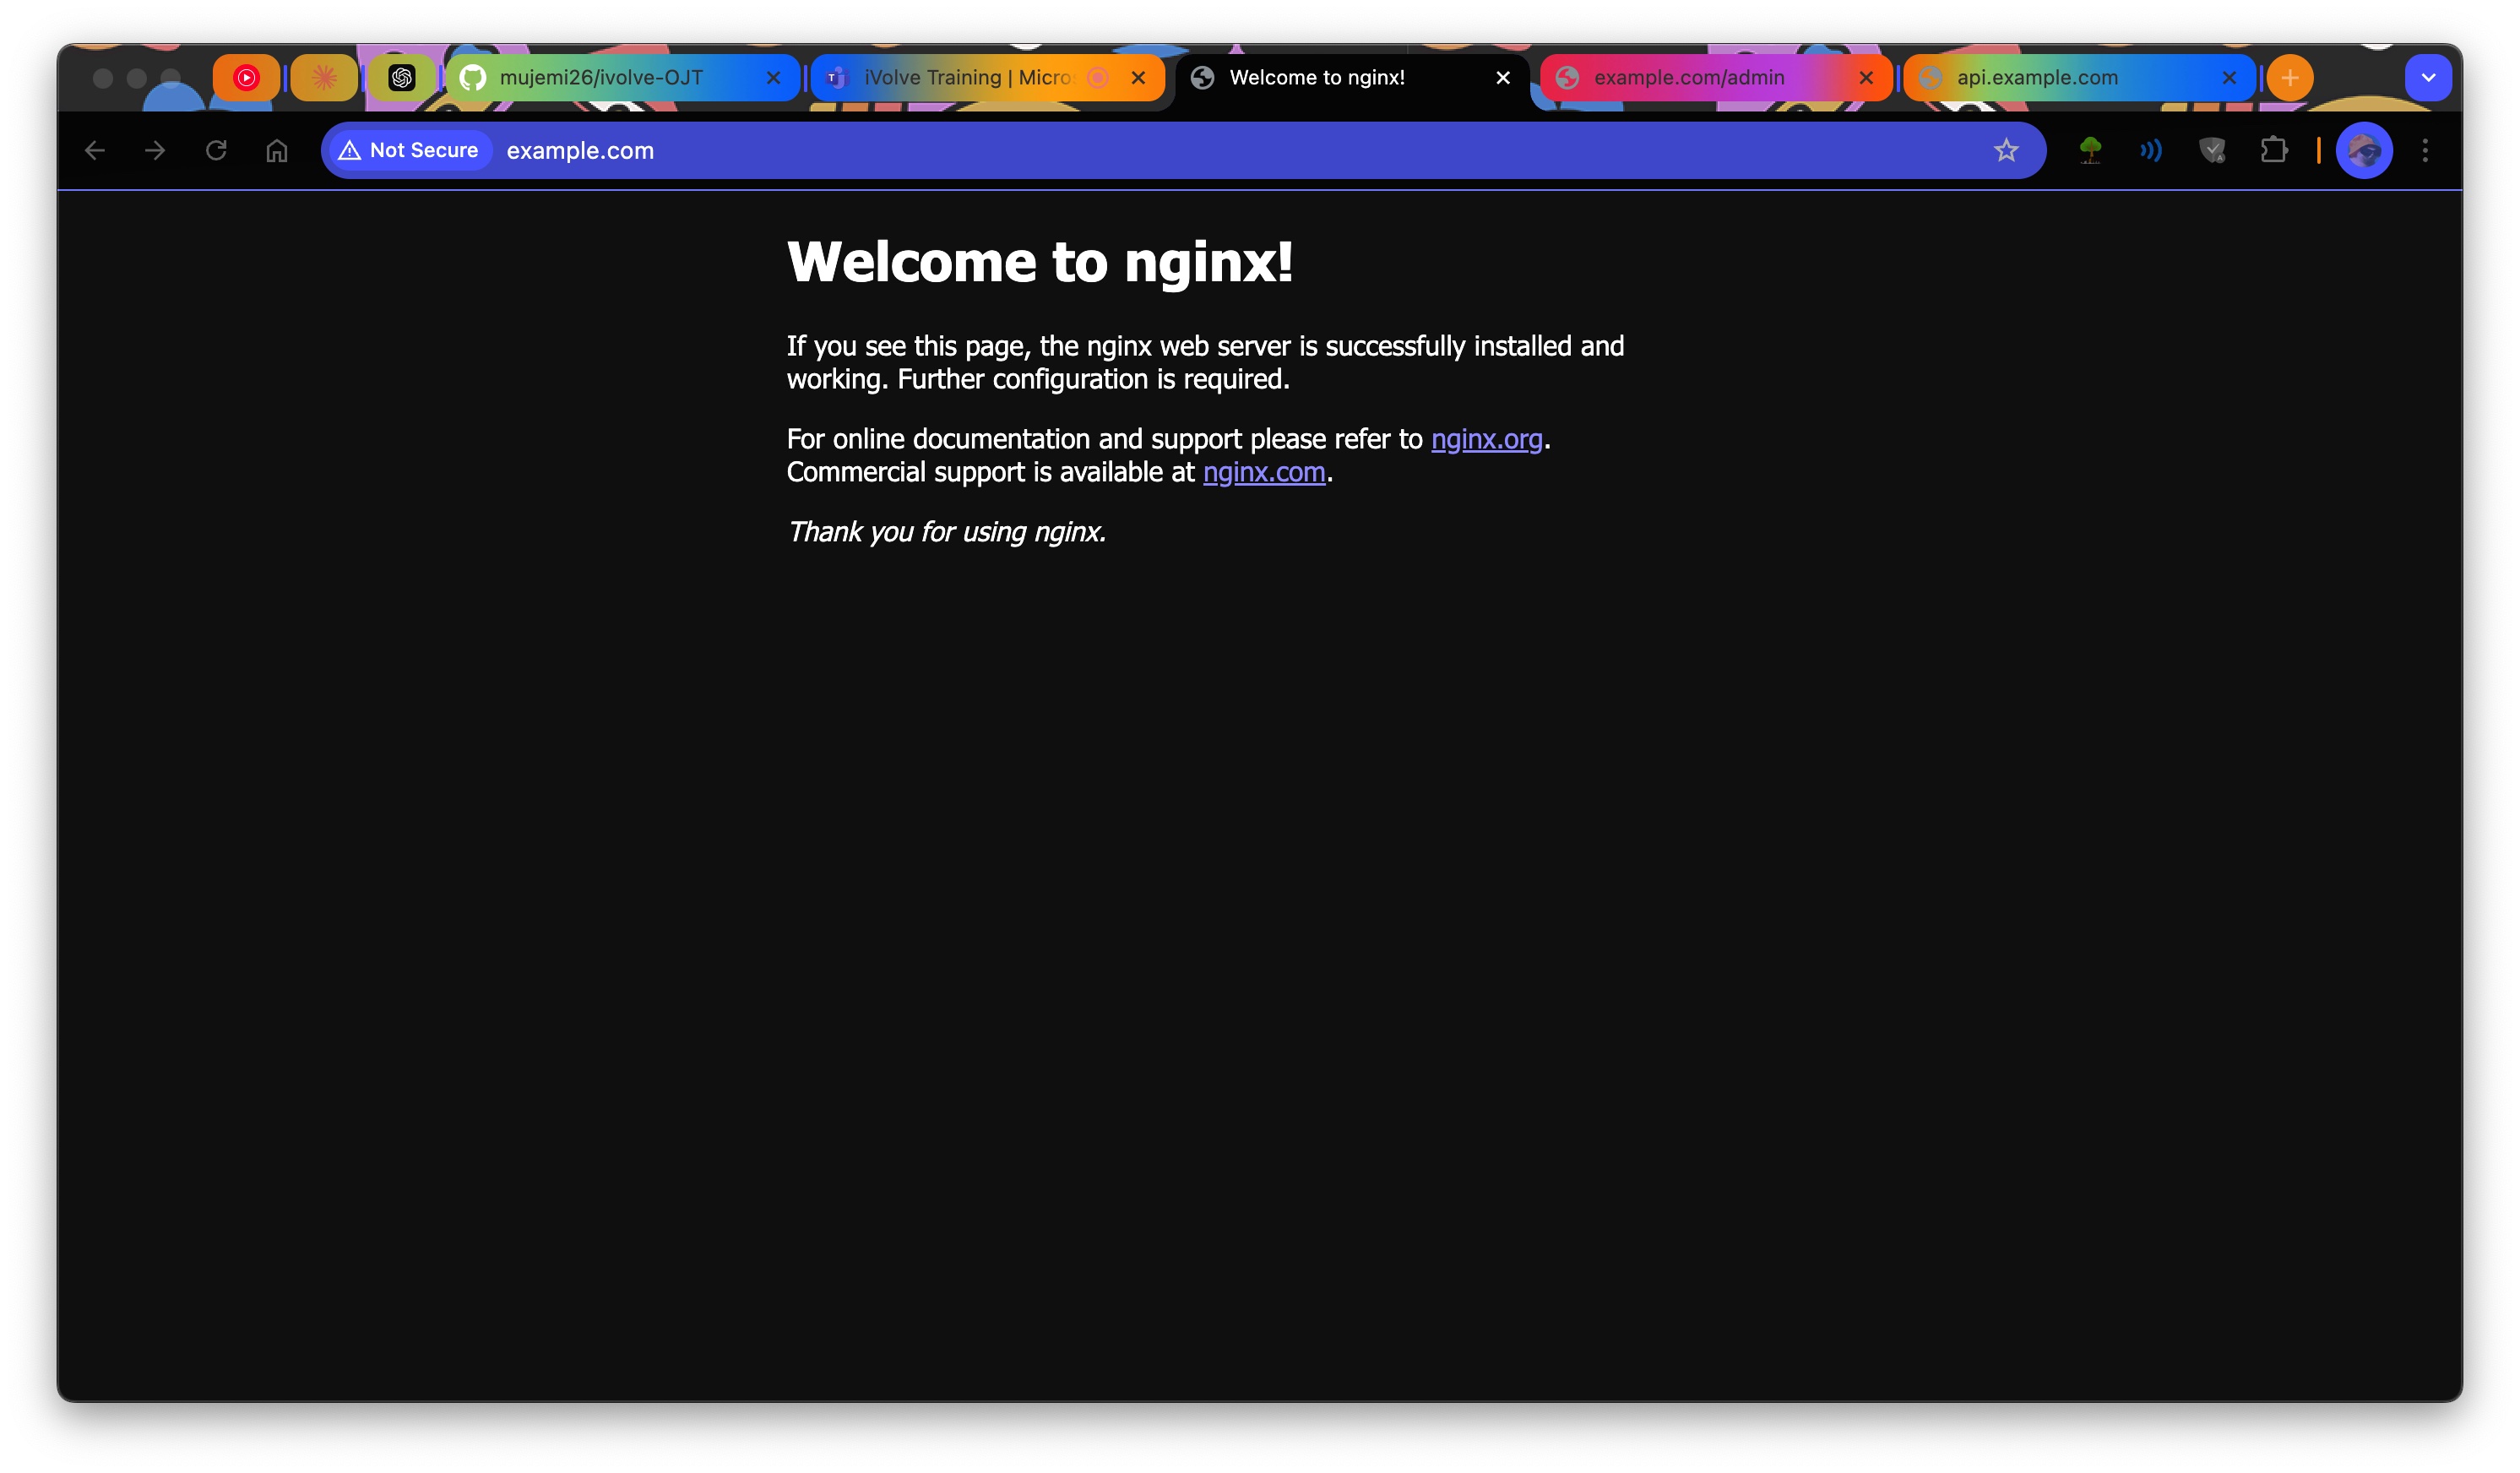 mujemi26/ivolve-OJT
iVolve Training | Micro
Welcome to nginx!
example.com/admin
api.example.com
Not Secure
example.com
Welcome to nginx!
If you see this page, the nginx web server is successfully installed and
working. Further configuration is required.
For online documentation and support please refer to nginx.org.
Commercial support is available at nginx.com.
Thank you for using nginx.